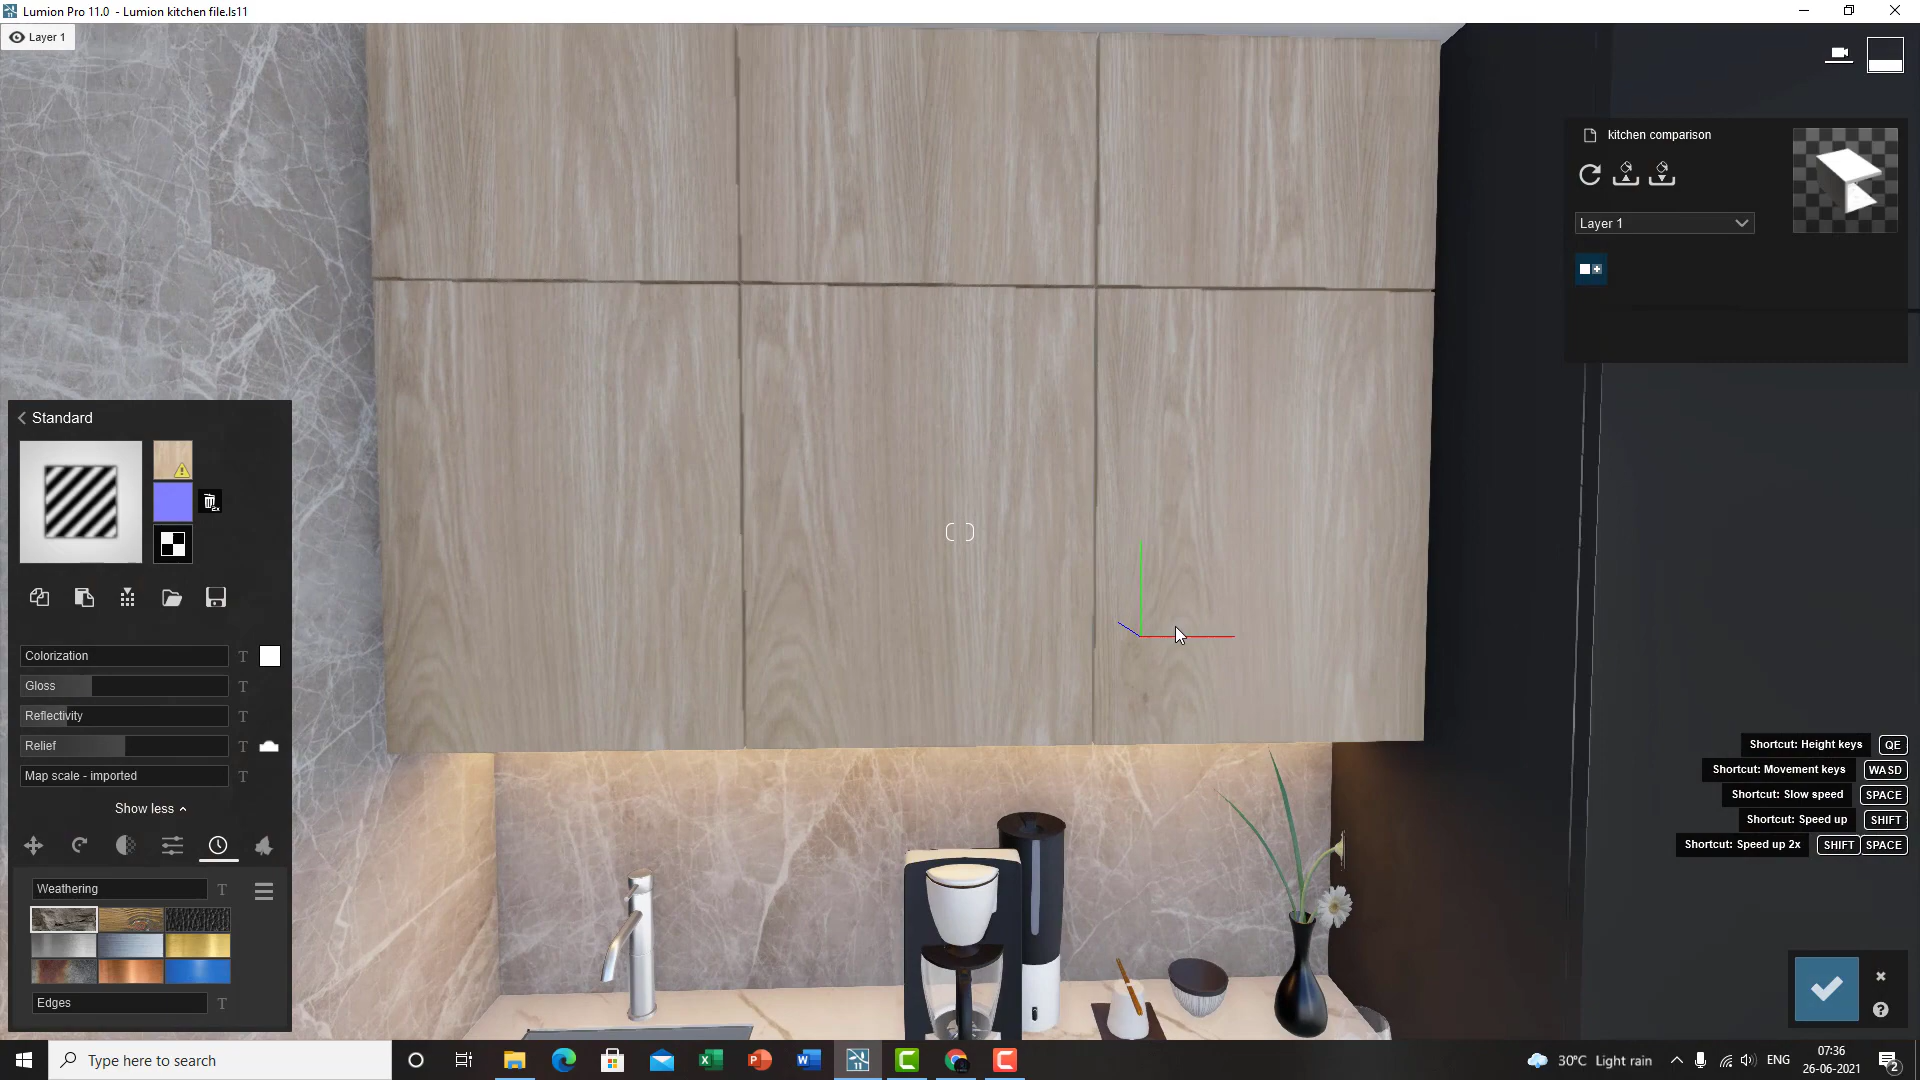 Lumion Pro 11.0 - Lumion kitchen file.ls11
Layer 1
kitchen comparison
Layer 1
Standard
2x
Colorization T
Gloss T
Reflectivity T
Relief T
Map scale - imported T
Show less
Weathering T
Edges T
Shortcut: Height keys QE
Shortcut: Movement keys WASD
Shortcut: Slow speed SPACE
Shortcut: Speed up SHIFT
Shortcut: Speed up 2x SHIFT SPACE
?
Type here to search
30°C Light rain
ENG
07:36
26-06-2021
2